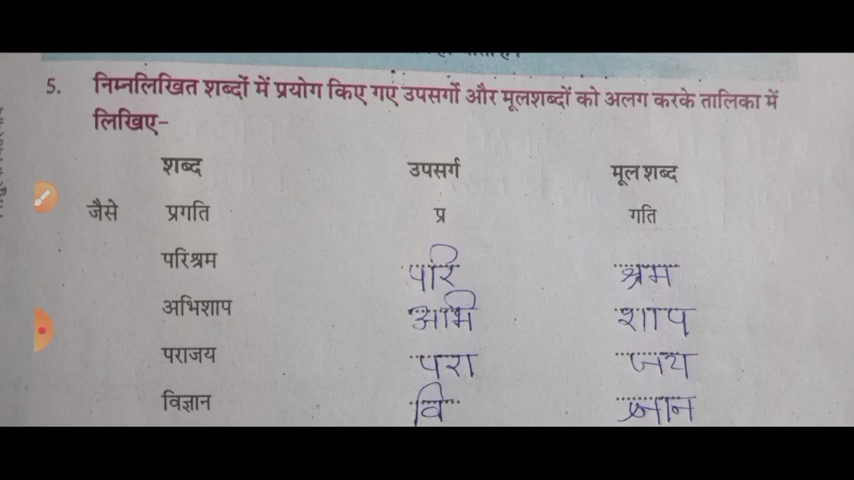 5. निम्नलिखित शब्दों में प्रयोग किए गए उपसर्गों और मूलशब्दों को अलग करके तालिका में
लिखिए–
शब्द उपसर्ग मूल शब्द
जैसे प्रगति प्र गति
परिश्रम परि श्रम
अभिशाप अभि शाप
पराजय परा जय
विज्ञान वि ज्ञान